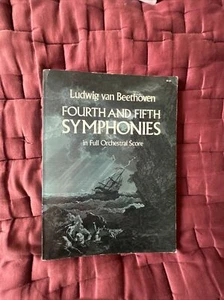 Ludwig van Beethoven
FOURTH AND FIFTH
SYMPHONIES
in Full Orchestral Score